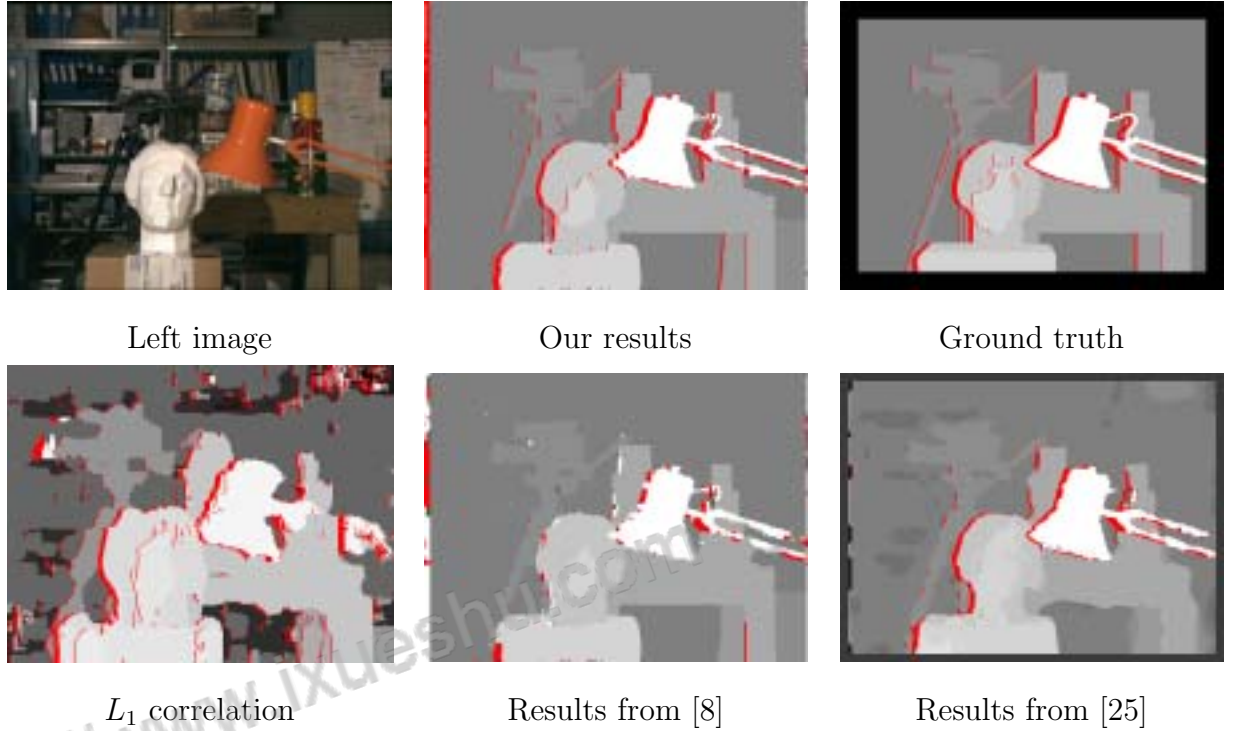 Left image
Our results
Ground truth
L₁ correlation
Results from [8]
Results from [25]
www.ixueshu.com